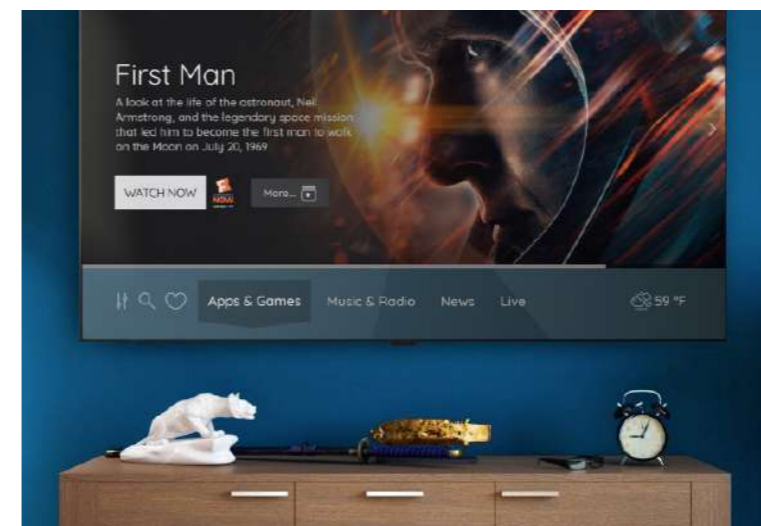 First Man
A look at the life of the astronaut, Neil
Armstrong, and the legendary space mission
that led him to become the first man to walk
on the Moon on July 20, 1969
WATCH NOW
NOW
More...
Apps & Games
Music & Radio
News
Live
59 °F